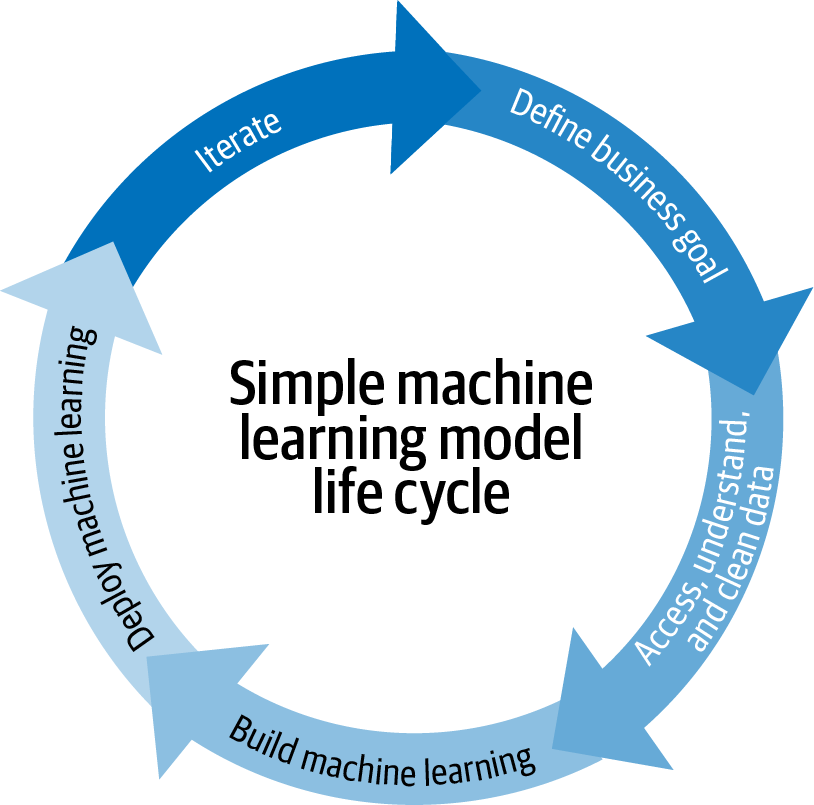 Simple machine
learning model
life cycle
Define business goal
Access, understand,
and clean data
Build machine learning
Deploy machine learning
Iterate